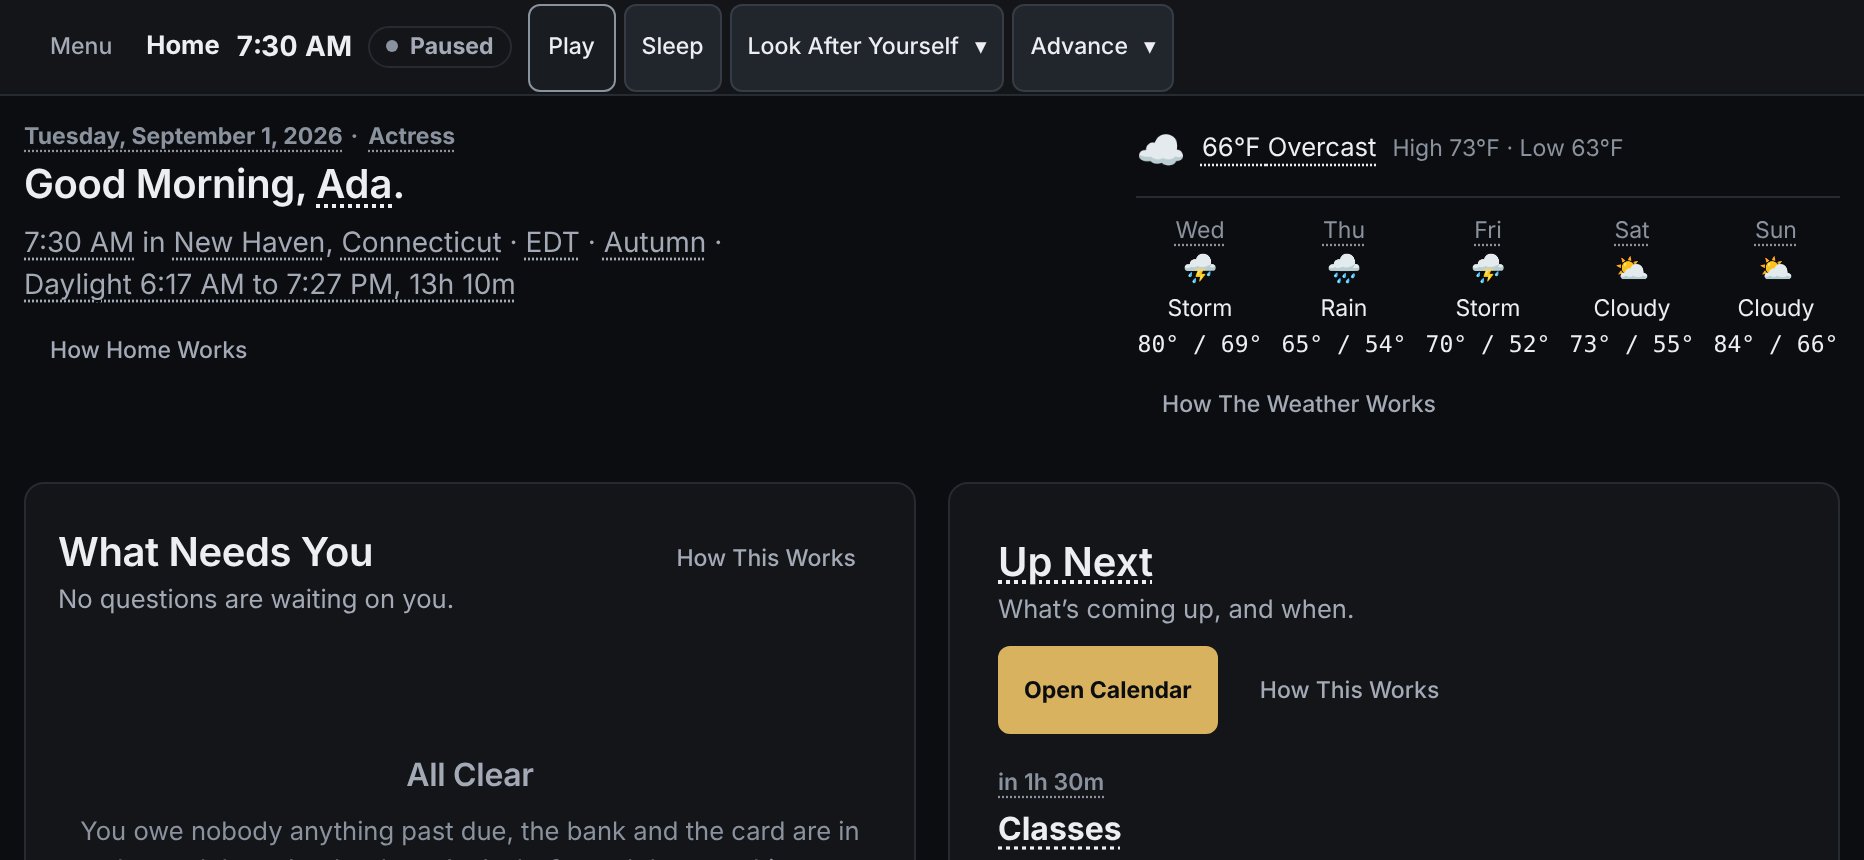 Menu Home 7:30 AM Paused Play Sleep Look After Yourself ▼ Advance ▼
Tuesday, September 1, 2026 · Actress
Good Morning, Ada.
7:30 AM in New Haven, Connecticut · EDT · Autumn ·
Daylight 6:17 AM to 7:27 PM, 13h 10m
How Home Works
66°F Overcast High 73°F · Low 63°F
Wed Thu Fri Sat Sun
Storm Rain Storm Cloudy Cloudy
80° / 69° 65° / 54° 70° / 52° 73° / 55° 84° / 66°
How The Weather Works
What Needs You
How This Works
No questions are waiting on you.
All Clear
You owe nobody anything past due, the bank and the card are in
Up Next
What’s coming up, and when.
Open Calendar
How This Works
in 1h 30m
Classes